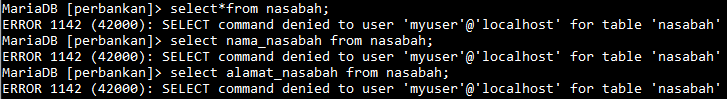 MariaDB [perbankan]> select*from nasabah;
ERROR 1142 (42000): SELECT command denied to user 'myuser'@'localhost' for table 'nasabah'
MariaDB [perbankan]> select nama_nasabah from nasabah;
ERROR 1142 (42000): SELECT command denied to user 'myuser'@'localhost' for table 'nasabah'
MariaDB [perbankan]> select alamat_nasabah from nasabah;
ERROR 1142 (42000): SELECT command denied to user 'myuser'@'localhost' for table 'nasabah'